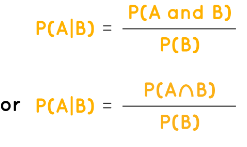 P(A|B) = P(A and B) / P(B)
or P(A|B) = P(A∩B) / P(B)